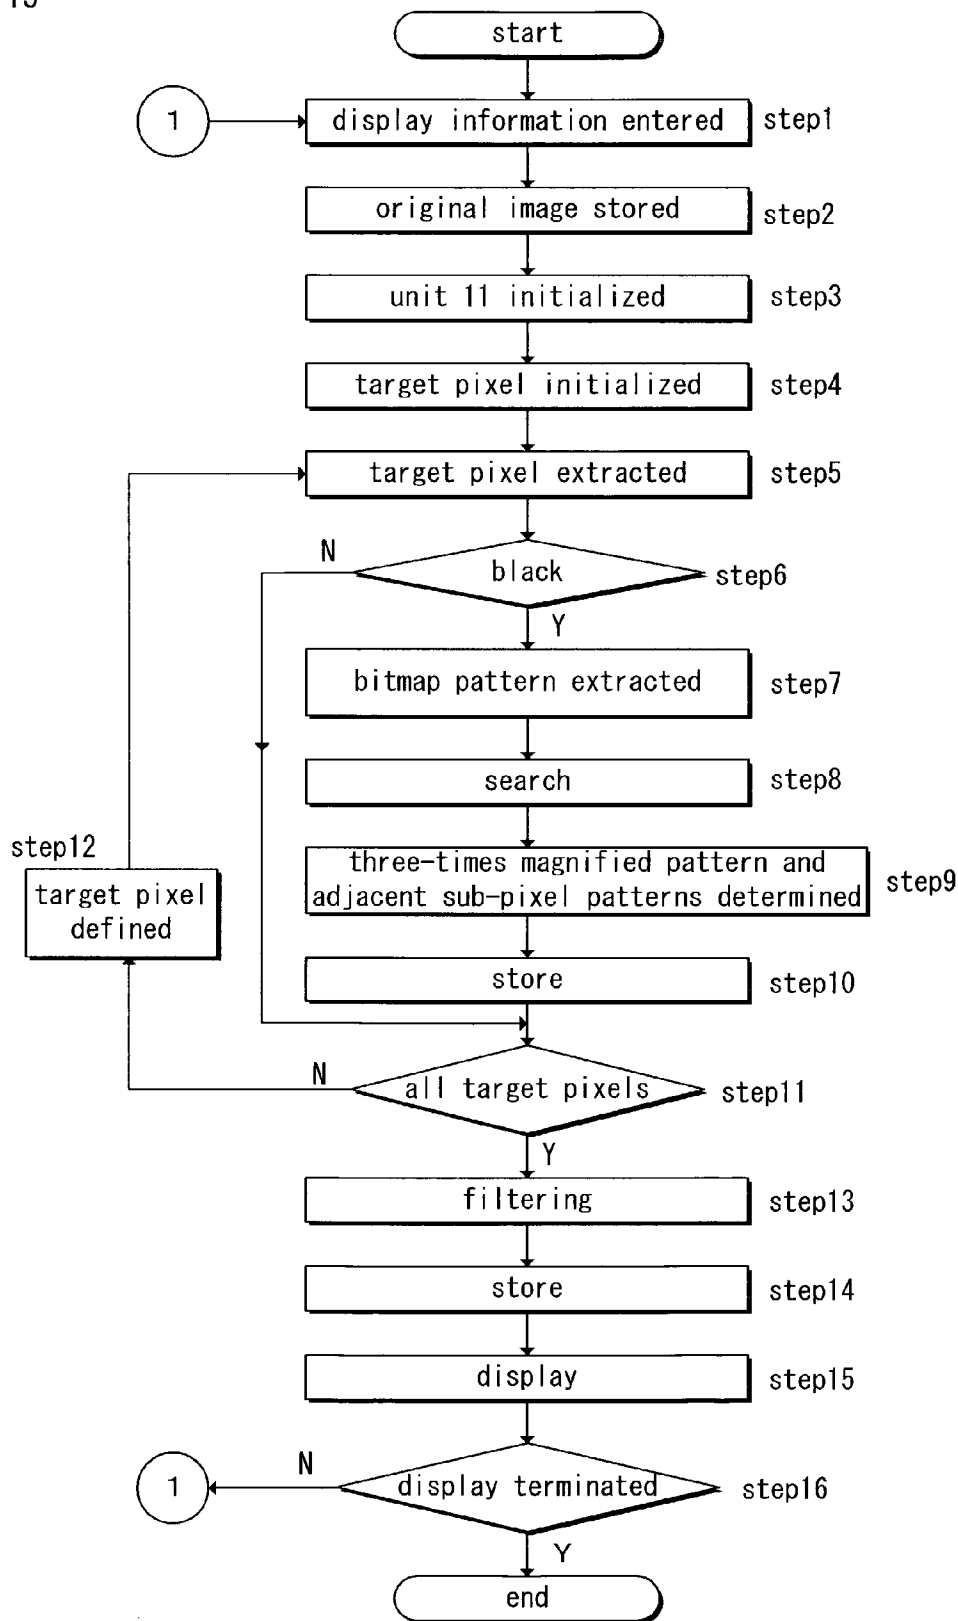 start
1
display information entered step1
original image stored step2
unit 11 initialized step3
target pixel initialized step4
target pixel extracted step5
N
black step6
Y
bitmap pattern extracted step7
search step8
step12
target pixel
defined
three-times magnified pattern and
adjacent sub-pixel patterns determined step9
store step10
N
all target pixels step11
Y
filtering step13
store step14
display step15
N
1
display terminated step16
Y
end